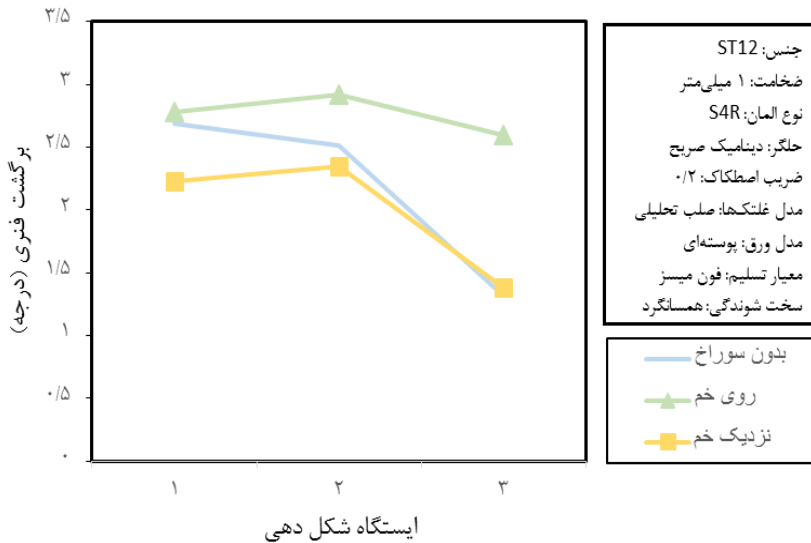 ۳/۵
۳
۲/۵
۲
۱/۵
۱
۰/۵
۰
برگشت فنری (درجه)
۱
۲
۳
ایستگاه شکل دهی
جنس: ST12
ضخامت: ۱ میلی‌متر
نوع المان: S4R
حلگر: دینامیک صریح
ضریب اصطکاک: ۰/۲
مدل غلتک‌ها: صلب تحلیلی
مدل ورق: پوسته‌ای
معیار تسلیم: فون میسز
سخت شوندگی: همسانگرد
بدون سوراخ
روی خم
نزدیک خم